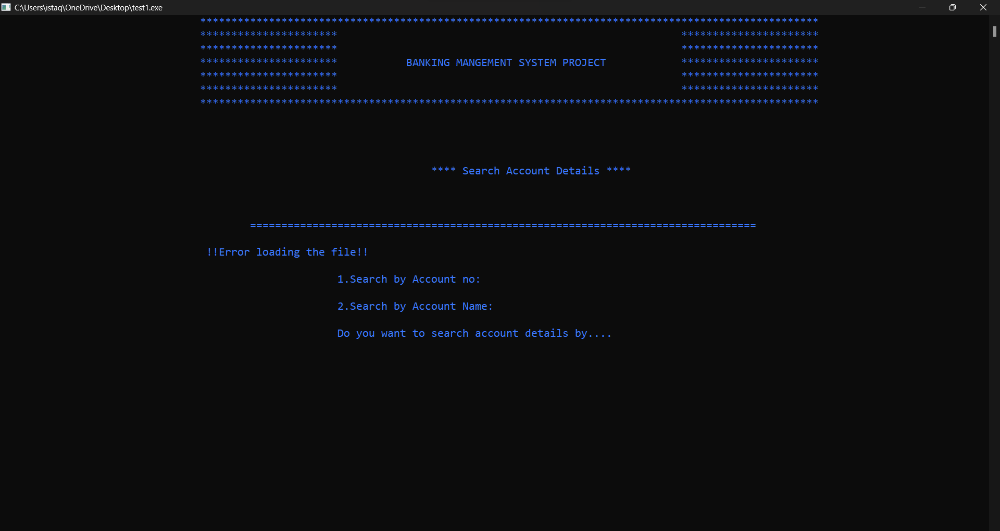 C:\Users\istaq\OneDrive\Desktop\test1.exe
***************************************************************************************************
**********************                                                       **********************
**********************                                                       **********************
**********************           BANKING MANGEMENT SYSTEM PROJECT            **********************
**********************                                                       **********************
**********************                                                       **********************
***************************************************************************************************
**** Search Account Details ****
=================================================================================
!!Error loading the file!!
1.Search by Account no:
2.Search by Account Name:
Do you want to search account details by....